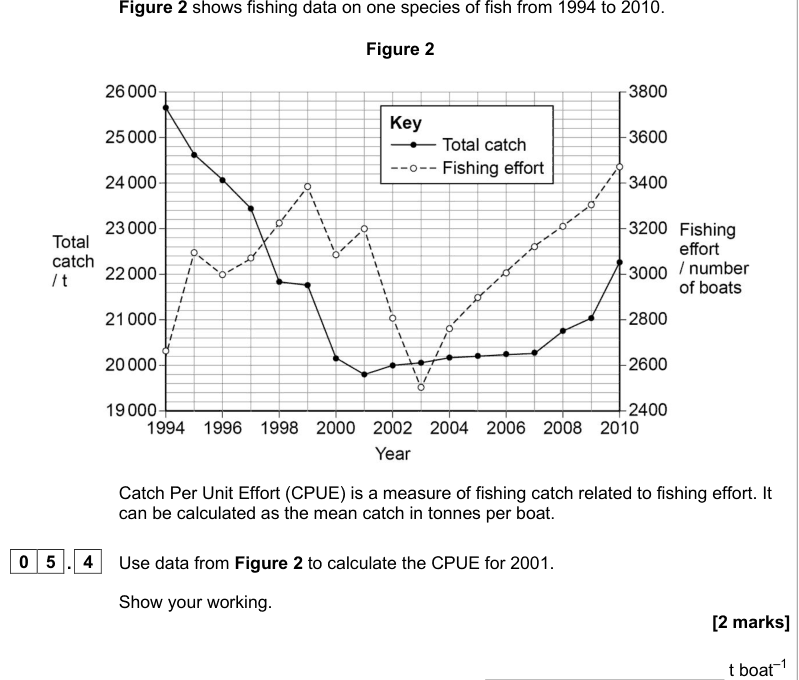 Figure 2 shows fishing data on one species of fish from 1994 to 2010.
Figure 2
26 000
25 000
24 000
23 000
22 000
21 000
20 000
19 000
Total
catch
/ t
Key
Total catch
Fishing effort
3800
3600
3400
3200
3000
2800
2600
2400
Fishing
effort
/ number
of boats
1994 1996 1998 2000 2002 2004 2006 2008 2010
Year
Catch Per Unit Effort (CPUE) is a measure of fishing catch related to fishing effort. It
can be calculated as the mean catch in tonnes per boat.
0 5 . 4 Use data from Figure 2 to calculate the CPUE for 2001.
Show your working.
[2 marks]
t boat⁻¹